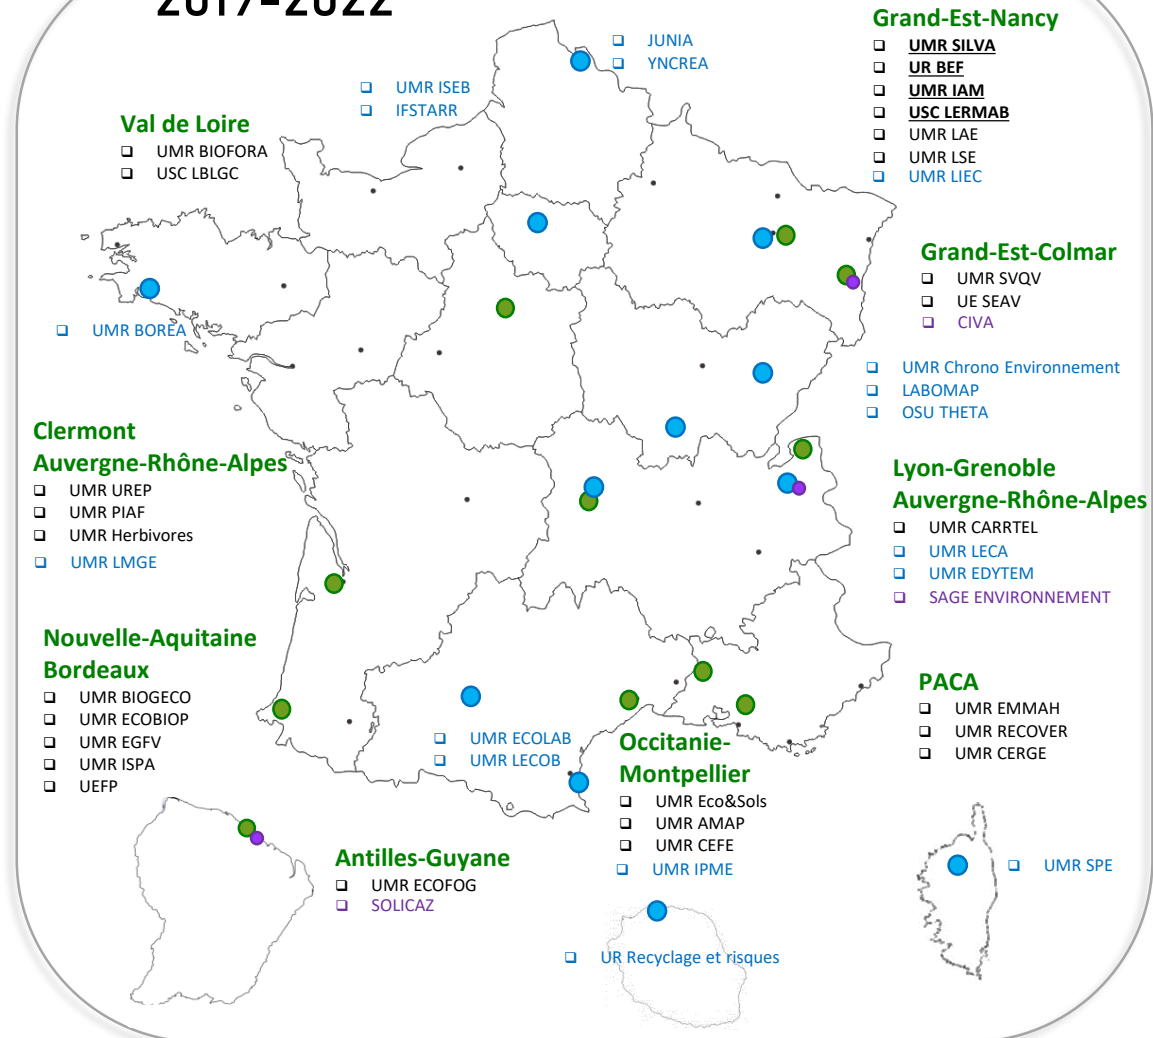 2017-2022
Grand-Est-Nancy
UMR SILVA
UR BEF
UMR IAM
USC LERMAB
UMR LAE
UMR LSE
UMR LIEC
JUNIA
YNCREA
UMR ISEB
IFSTARR
Val de Loire
UMR BIOFORA
USC LBLGC
Grand-Est-Colmar
UMR SVQV
UE SEAV
CIVA
UMR BOREA
UMR Chrono Environnement
LABOMAP
OSU THETA
Clermont
Auvergne-Rhône-Alpes
UMR UREP
UMR PIAF
UMR Herbivores
UMR LMGE
Lyon-Grenoble
Auvergne-Rhône-Alpes
UMR CARRTEL
UMR LECA
UMR EDYTEM
SAGE ENVIRONNEMENT
Nouvelle-Aquitaine
Bordeaux
UMR BIOGECO
UMR ECOBIOP
UMR EGFV
UMR ISPA
UEFP
PACA
UMR EMMAH
UMR RECOVER
UMR CERGE
UMR ECOLAB
UMR LECOB
Occitanie-
Montpellier
UMR Eco&Sols
UMR AMAP
UMR CEFE
UMR IPME
Antilles-Guyane
UMR ECOFOG
SOLICAZ
UMR SPE
UR Recyclage et risques